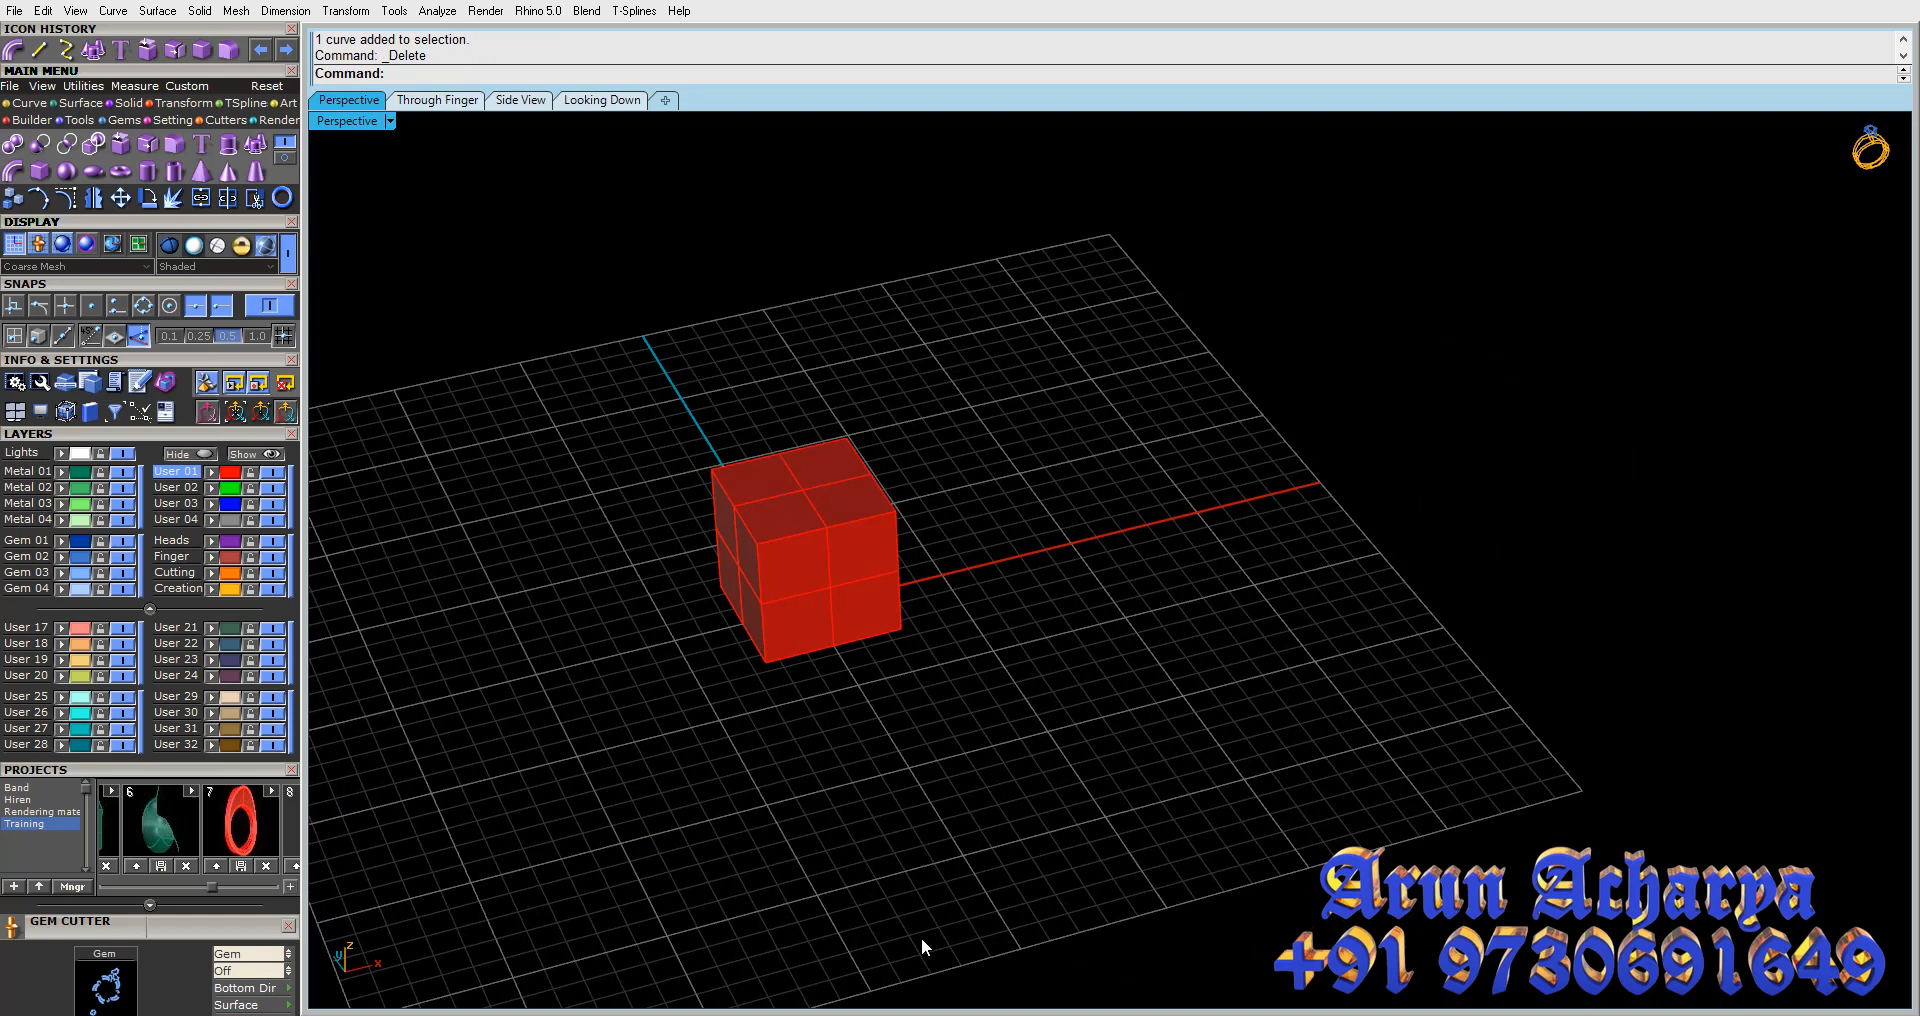 File Edit View Curve Surface Solid Mesh Dimension Transform Tools Analyze Render Rhino 5.0 Blend T-Splines Help
ICON HISTORY
1 curve added to selection.
Command: _Delete
Command:
MAIN MENU
File View Utilities Measure Custom Reset
Curve Surface Solid Transform TSpline Art
Builder Tools Gems Setting Cutters Render
Perspective Through Finger Side View Looking Down
Perspective
DISPLAY
Coarse Mesh Shaded
SNAPS
45°
0.1 0.25 0.5 1.0
INFO & SETTINGS
LAYERS
Lights Hide Show
Metal 01 User 01
Metal 02 User 02
Metal 03 User 03
Metal 04 User 04
Gem 01 Heads
Gem 02 Finger
Gem 03 Cutting
Gem 04 Creation
User 17 User 21
User 18 User 22
User 19 User 23
User 20 User 24
User 25 User 29
User 26 User 30
User 27 User 31
User 28 User 32
PROJECTS
Band
Hiren
Rendering mate
Training
6 7 8
Mngr
GEM CUTTER
Gem Gem
Off
Bottom Dir
Surface
z
y x
Arun Acharya
+91 9730691649